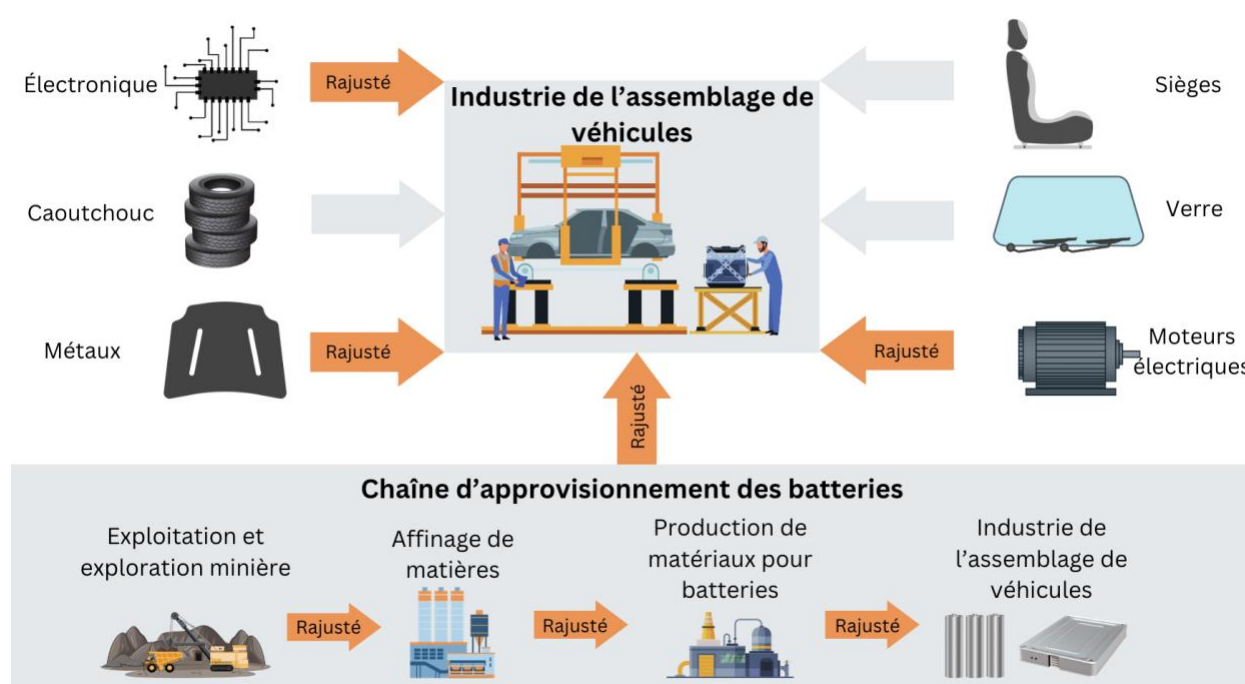 Électronique
Rajusté
Industrie de l’assemblage de
véhicules
Sièges
Caoutchouc
Verre
Métaux
Rajusté
Rajusté
Moteurs
électriques
Rajusté
Chaîne d’approvisionnement des batteries
Exploitation et
exploration minière
Rajusté
Affinage de
matières
Rajusté
Production de
matériaux pour
batteries
Rajusté
Industrie de
l’assemblage de
véhicules